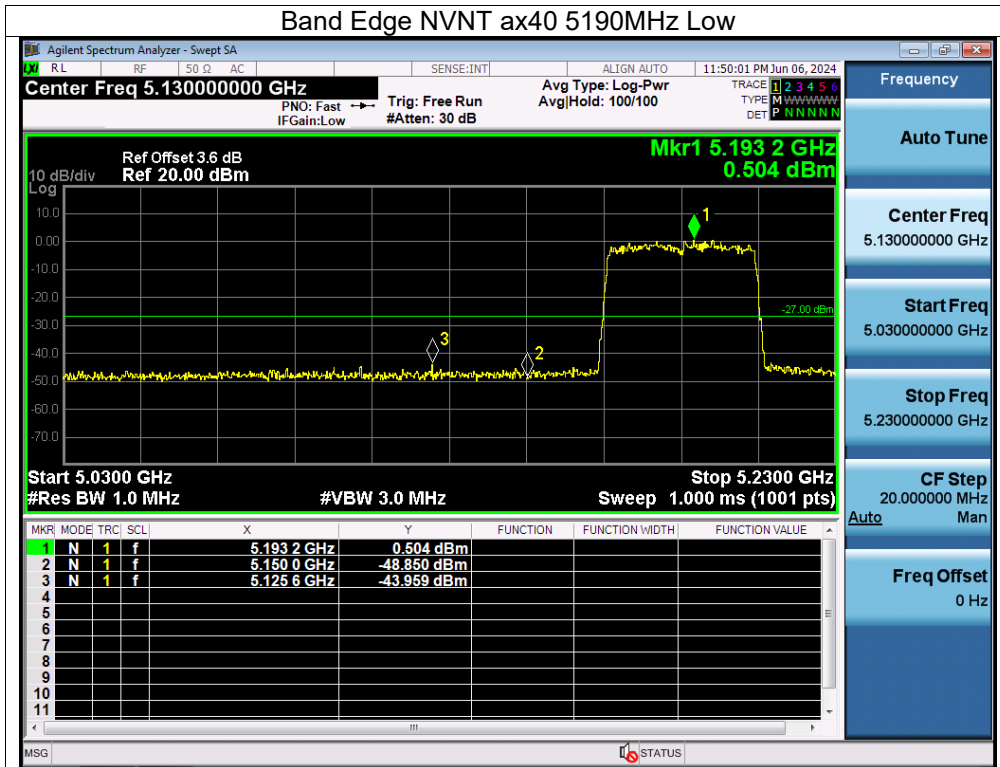 Band Edge NVNT ax40 5190MHz Low
Agilent Spectrum Analyzer - Swept SA
LXI RL RF 50 Ω AC SENSE:INT ALIGN AUTO 11:50:01 PM Jun 06, 2024
Center Freq 5.130000000 GHz
PNO: Fast
IFGain:Low
Trig: Free Run
#Atten: 30 dB
Avg Type: Log-Pwr
Avg|Hold: 100/100
TRACE 1 2 3 4 5 6
TYPE M W W W W W
DET P N N N N N
Mkr1 5.193 2 GHz
0.504 dBm
Ref Offset 3.6 dB
10 dB/div Ref 20.00 dBm
Log
10.0
0.00
-10.0
-20.0
-30.0
-40.0
-50.0
-60.0
-70.0
1
-27.00 dBm
3
2
Start 5.0300 GHz Stop 5.2300 GHz
#Res BW 1.0 MHz #VBW 3.0 MHz Sweep 1.000 ms (1001 pts)
MKR MODE TRC SCL X Y FUNCTION FUNCTION WIDTH FUNCTION VALUE
1 N 1 f 5.193 2 GHz 0.504 dBm
2 N 1 f 5.150 0 GHz -48.850 dBm
3 N 1 f 5.125 6 GHz -43.959 dBm
4
5
6
7
8
9
10
11
MSG STATUS
Frequency
Auto Tune
Center Freq
5.130000000 GHz
Start Freq
5.030000000 GHz
Stop Freq
5.230000000 GHz
CF Step
20.000000 MHz
Auto Man
Freq Offset
0 Hz